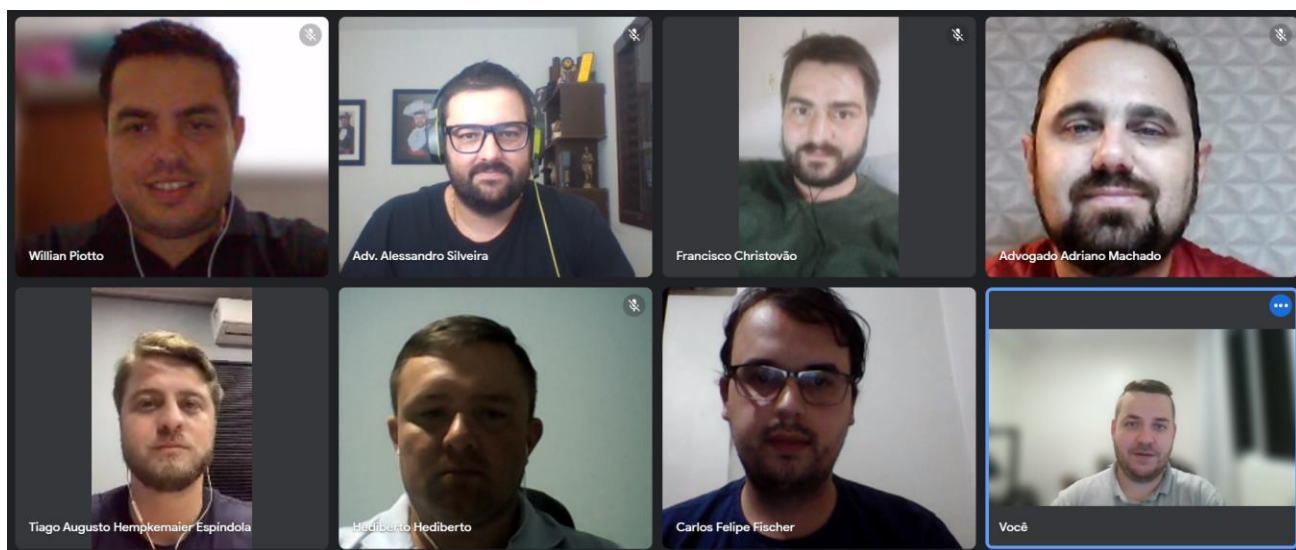 Willian Piotto
Adv. Alessandro Silveira
Francisco Christovão
Advogado Adriano Machado
Tiago Augusto Hempkemaier Espíndola
Hediberto Hediberto
Carlos Felipe Fischer
Você